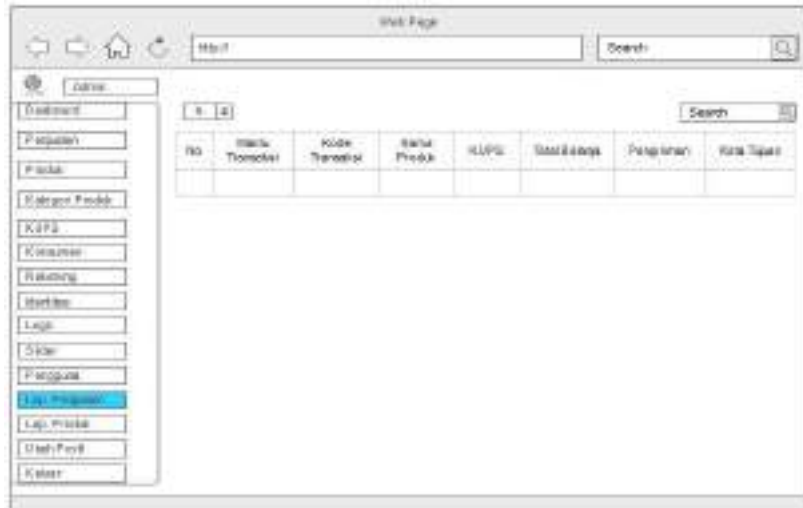 Web Page
http://
Search
Admin
Dashboard
Penjualan
Produk
Kategori Produk
KUPS
Konsumen
Rekening
Identitas
Logo
Slider
Pengguna
Lap. Penjualan
Lap. Produk
Ubah Profil
Keluar
Search
No
Waktu Transaksi
Kode Transaksi
Nama Produk
KUPS
Total Belanja
Pengiriman
Kota Tujuan